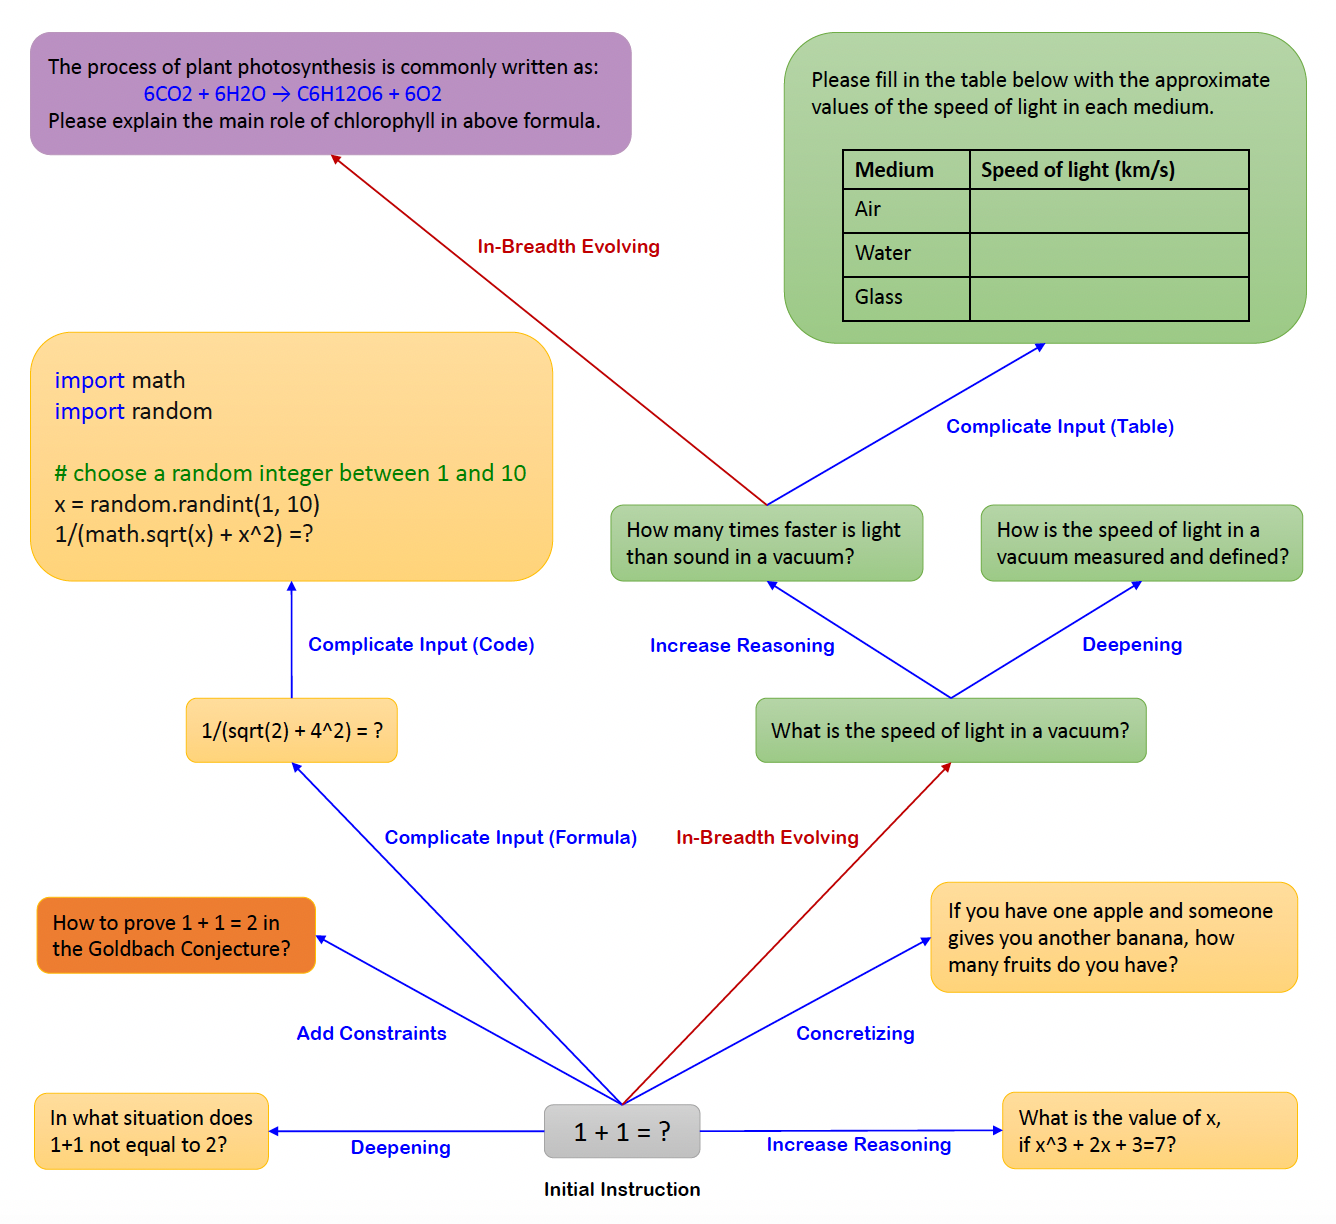 The process of plant photosynthesis is commonly written as:
6CO2 + 6H2O → C6H12O6 + 6O2
Please explain the main role of chlorophyll in above formula.
Please fill in the table below with the approximate
values of the speed of light in each medium.
Medium Speed of light (km/s)
Air
Water
Glass
In-Breadth Evolving
Complicate Input (Table)
import math
import random
# choose a random integer between 1 and 10
x = random.randint(1, 10)
1/(math.sqrt(x) + x^2) =?
How many times faster is light
than sound in a vacuum?
How is the speed of light in a
vacuum measured and defined?
Complicate Input (Code)
Increase Reasoning
Deepening
1/(sqrt(2) + 4^2) = ?
What is the speed of light in a vacuum?
Complicate Input (Formula)
In-Breadth Evolving
How to prove 1 + 1 = 2 in
the Goldbach Conjecture?
If you have one apple and someone
gives you another banana, how
many fruits do you have?
Add Constraints
Concretizing
In what situation does
1+1 not equal to 2?
Deepening
1 + 1 = ?
Increase Reasoning
What is the value of x,
if x^3 + 2x + 3=7?
Initial Instruction